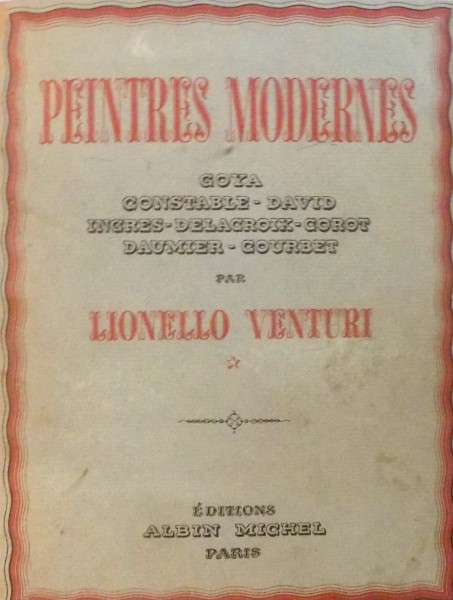 PEINTRES MODERNES
GOYA
CONSTABLE - DAVID
INGRES - DELACROIX - COROT
DAUMIER - COURBET
PAR
LIONELLO VENTURI
ÉDITIONS
ALBIN MICHEL
PARIS